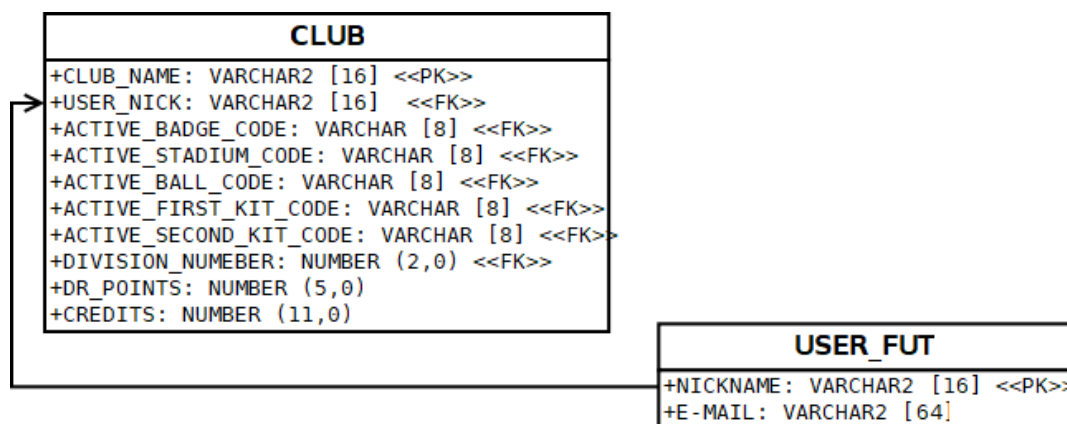 CLUB
+CLUB_NAME: VARCHAR2 [16] <<PK>>
+USER_NICK: VARCHAR2 [16] <<FK>>
+ACTIVE_BADGE_CODE: VARCHAR [8] <<FK>>
+ACTIVE_STADIUM_CODE: VARCHAR [8] <<FK>>
+ACTIVE_BALL_CODE: VARCHAR [8] <<FK>>
+ACTIVE_FIRST_KIT_CODE: VARCHAR [8] <<FK>>
+ACTIVE_SECOND_KIT_CODE: VARCHAR [8] <<FK>>
+DIVISION_NUMEBER: NUMBER (2,0) <<FK>>
+DR_POINTS: NUMBER (5,0)
+CREDITS: NUMBER (11,0)
USER_FUT
+NICKNAME: VARCHAR2 [16] <<PK>>
+E-MAIL: VARCHAR2 [64]